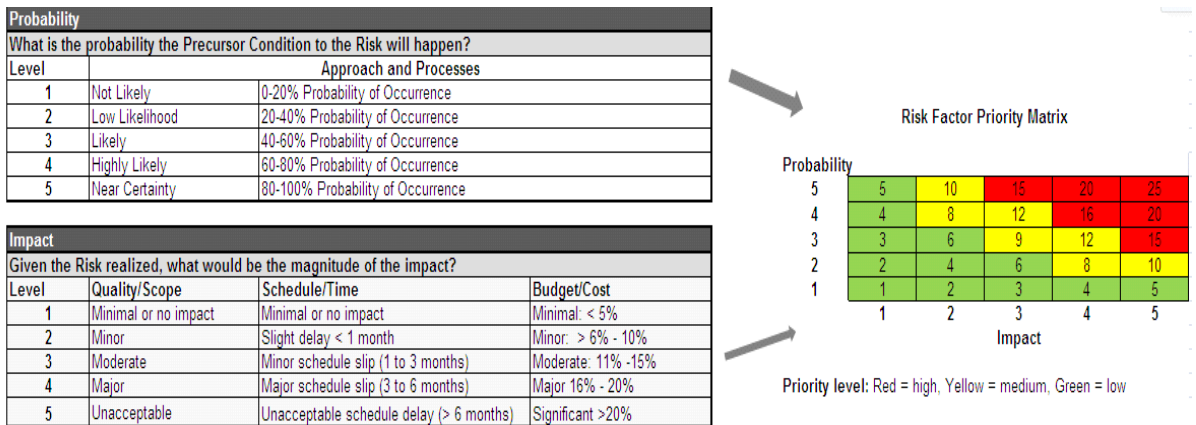 Probability
What is the probability the Precursor Condition to the Risk will happen?
Level Approach and Processes
1 Not Likely 0-20% Probability of Occurrence
2 Low Likelihood 20-40% Probability of Occurrence
3 Likely 40-60% Probability of Occurrence
4 Highly Likely 60-80% Probability of Occurrence
5 Near Certainty 80-100% Probability of Occurrence
Impact
Given the Risk realized, what would be the magnitude of the impact?
Level Quality/Scope Schedule/Time Budget/Cost
1 Minimal or no impact Minimal or no impact Minimal: < 5%
2 Minor Slight delay < 1 month Minor: > 6% - 10%
3 Moderate Minor schedule slip (1 to 3 months) Moderate: 11% -15%
4 Major Major schedule slip (3 to 6 months) Major 16% - 20%
5 Unacceptable Unacceptable schedule delay (> 6 months) Significant >20%
Risk Factor Priority Matrix
Probability
5 5 10 15 20 25
4 4 8 12 16 20
3 3 6 9 12 15
2 2 4 6 8 10
1 1 2 3 4 5
1 2 3 4 5
Impact
Priority level: Red = high, Yellow = medium, Green = low